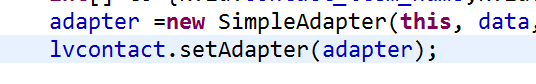 adapter =new SimpleAdapter(this, data,
lvcontact.setAdapter(adapter);